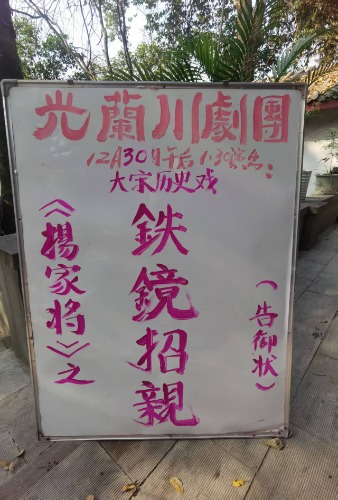 光蘭川劇團
12月30日午后1:30演出:
大宋历史戏
《楊家将》之
鉄鏡招親
(告御状)